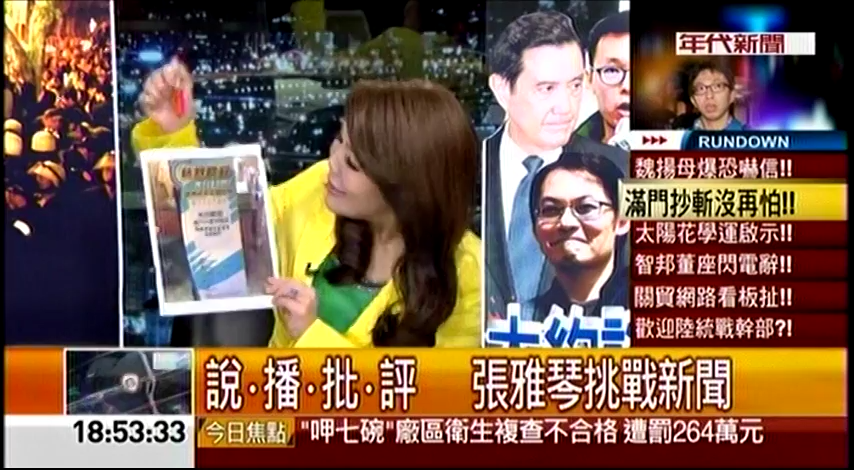 年代新聞
RUNDOWN
魏揚母爆恐嚇信!!
滿門抄斬沒再怕!!
太陽花學運啟示!!
智邦董座閃電辭!!
關貿網路看板扯!!
歡迎陸統戰幹部?!
說·播·批·評 張雅琴挑戰新聞
18:53:33
今日焦點 "呷七碗"廠區衛生複查不合格 遭罰264萬元